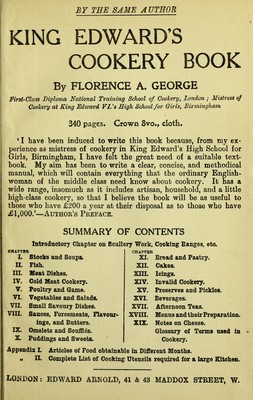 BY THE SAME AUTHOR
KING EDWARD'S
COOKERY BOOK
By FLORENCE A. GEORGE
First-Class Diploma National Training School of Cookery, London; Mistress of
Cookery at King Edward VI.'s High School for Girls, Birmingham
340 pages. Crown 8vo., cloth.
'I have been induced to write this book because, from my ex-
perience as mistress of cookery in King Edward's High School for
Girls, Birmingham, I have felt the great need of a suitable text-
book. My aim has been to write a clear, concise, and methodical
manual, which will contain everything that the ordinary English-
woman of the middle class need know about cookery. It has a
wide range, insomuch as it includes artisan, household, and a little
high-class cookery, so that I believe the book will be as useful to
those who have £200 a year at their disposal as to those who have
£1,000.'—AUTHOR'S PREFACE.
SUMMARY OF CONTENTS
Introductory Chapter on Scullery Work, Cooking Ranges, etc.
CHAPTER
I. Stocks and Soups.
II. Fish.
III. Meat Dishes.
IV. Cold Meat Cookery.
V. Poultry and Game.
VI. Vegetables and Salads.
VII. Small Savoury Dishes.
VIII. Sauces, Forcemeats, Flavour-
ings, and Butters.
IX. Omelets and Soufflés.
X. Puddings and Sweets.
CHAPTER
XI. Bread and Pastry.
XII. Cakes.
XIII. Icings.
XIV. Invalid Cookery.
XV. Preserves and Pickles.
XVI. Beverages.
XVII. Afternoon Teas.
XVIII. Menus and their Preparation.
XIX. Notes on Cheese.
Glossary of Terms used in
Cookery.
Appendix I. Articles of Food obtainable in Different Months.
" II. Complete List of Cooking Utensils required for a large Kitchen.
LONDON: EDWARD ARNOLD, 41 & 43 MADDOX STREET, W.